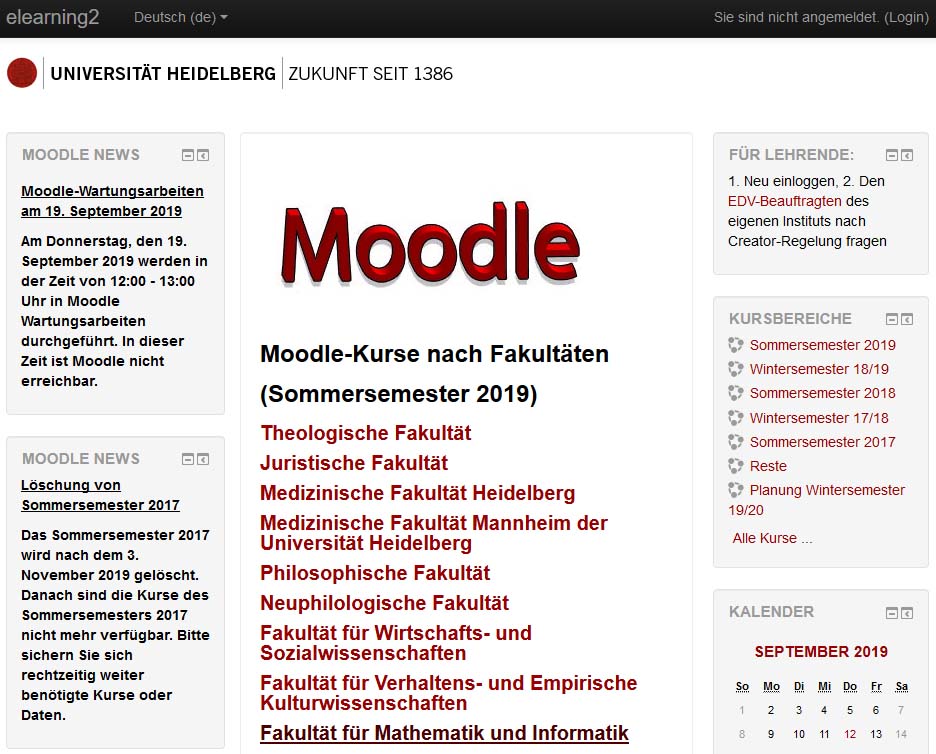 elearning2
Deutsch (de)
Sie sind nicht angemeldet. (Login)
UNIVERSITÄT HEIDELBERG
ZUKUNFT SEIT 1386
MOODLE NEWS
Moodle-Wartungsarbeiten
am 19. September 2019
Am Donnerstag, den 19.
September 2019 werden in
der Zeit von 12:00 - 13:00
Uhr in Moodle
Wartungsarbeiten
durchgeführt. In dieser
Zeit ist Moodle nicht
erreichbar.
MOODLE NEWS
Löschung von
Sommersemester 2017
Das Sommersemester 2017
wird nach dem 3.
November 2019 gelöscht.
Danach sind die Kurse des
Sommersemesters 2017
nicht mehr verfügbar. Bitte
sichern Sie sich
rechtzeitig weiter
benötigte Kurse oder
Daten.
Moodle
Moodle-Kurse nach Fakultäten
(Sommersemester 2019)
Theologische Fakultät
Juristische Fakultät
Medizinische Fakultät Heidelberg
Medizinische Fakultät Mannheim der
Universität Heidelberg
Philosophische Fakultät
Neuphilologische Fakultät
Fakultät für Wirtschafts- und
Sozialwissenschaften
Fakultät für Verhaltens- und Empirische
Kulturwissenschaften
Fakultät für Mathematik und Informatik
FÜR LEHRENDE:
1. Neu einloggen, 2. Den
EDV-Beauftragten des
eigenen Instituts nach
Creator-Regelung fragen
KURSBEREICHE
Sommersemester 2019
Wintersemester 18/19
Sommersemester 2018
Wintersemester 17/18
Sommersemester 2017
Reste
Planung Wintersemester
19/20
Alle Kurse ...
KALENDER
SEPTEMBER 2019
So Mo Di Mi Do Fr Sa
1 2 3 4 5 6 7
8 9 10 11 12 13 14